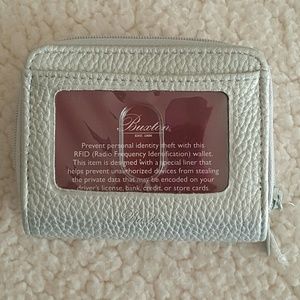 Buxton
EST. 1898
Prevent personal identity theft with this
RFID (Radio Frequency Identification) wallet.
This item is designed with a special liner that
helps prevent unauthorized devices from stealing
the private data that may be encoded on your
driver's license, bank, credit, or store cards.